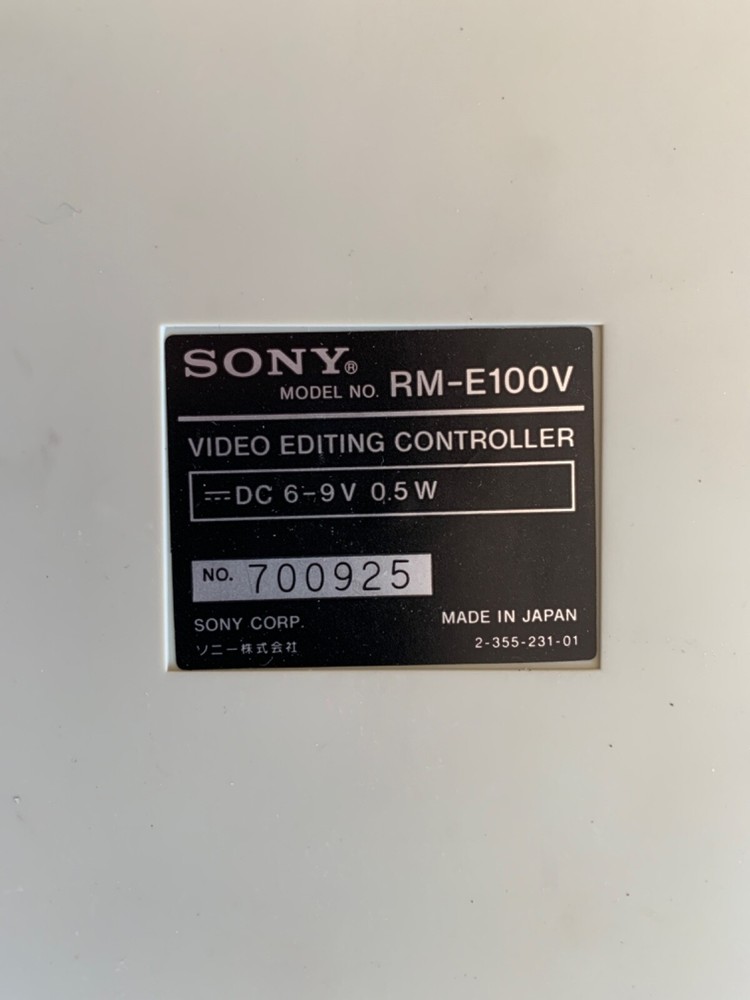 SONY®
MODEL NO. RM-E100V
VIDEO EDITING CONTROLLER
⎓DC 6-9V 0.5W
NO. 700925
SONY CORP. MADE IN JAPAN
ソニー株式会社 2-355-231-01